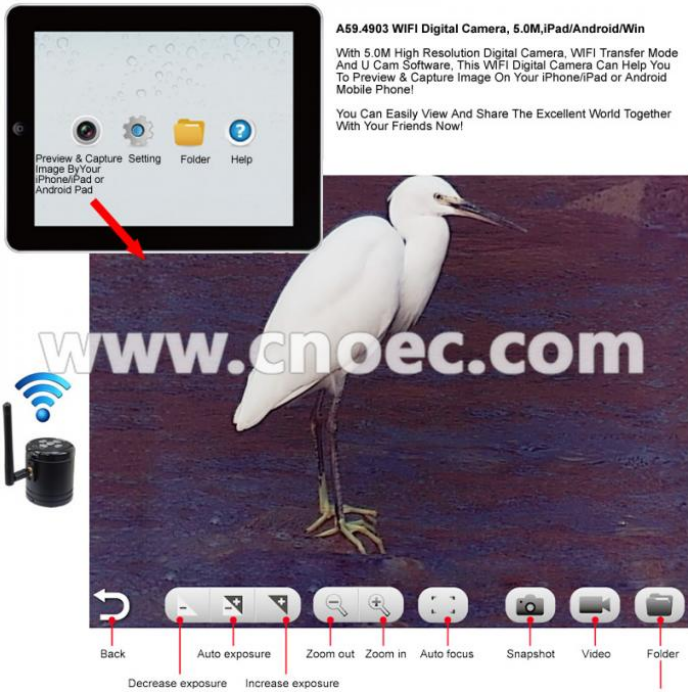 A59.4903 WIFI Digital Camera, 5.0M,iPad/Android/Win
With 5.0M High Resolution Digital Camera, WIFI Transfer Mode
And U Cam Software, This WIFI Digital Camera Can Help You
To Preview & Capture Image On Your iPhone/iPad or Android
Mobile Phone!
You Can Easily View And Share The Excellent World Together
With Your Friends Now!
Preview & Capture Setting Folder Help
Image ByYour
iPhone/iPad or
Android Pad
www.cnoec.com
Back Auto exposure Zoom out Zoom in Auto focus Snapshot Video Folder
Decrease exposure Increase exposure